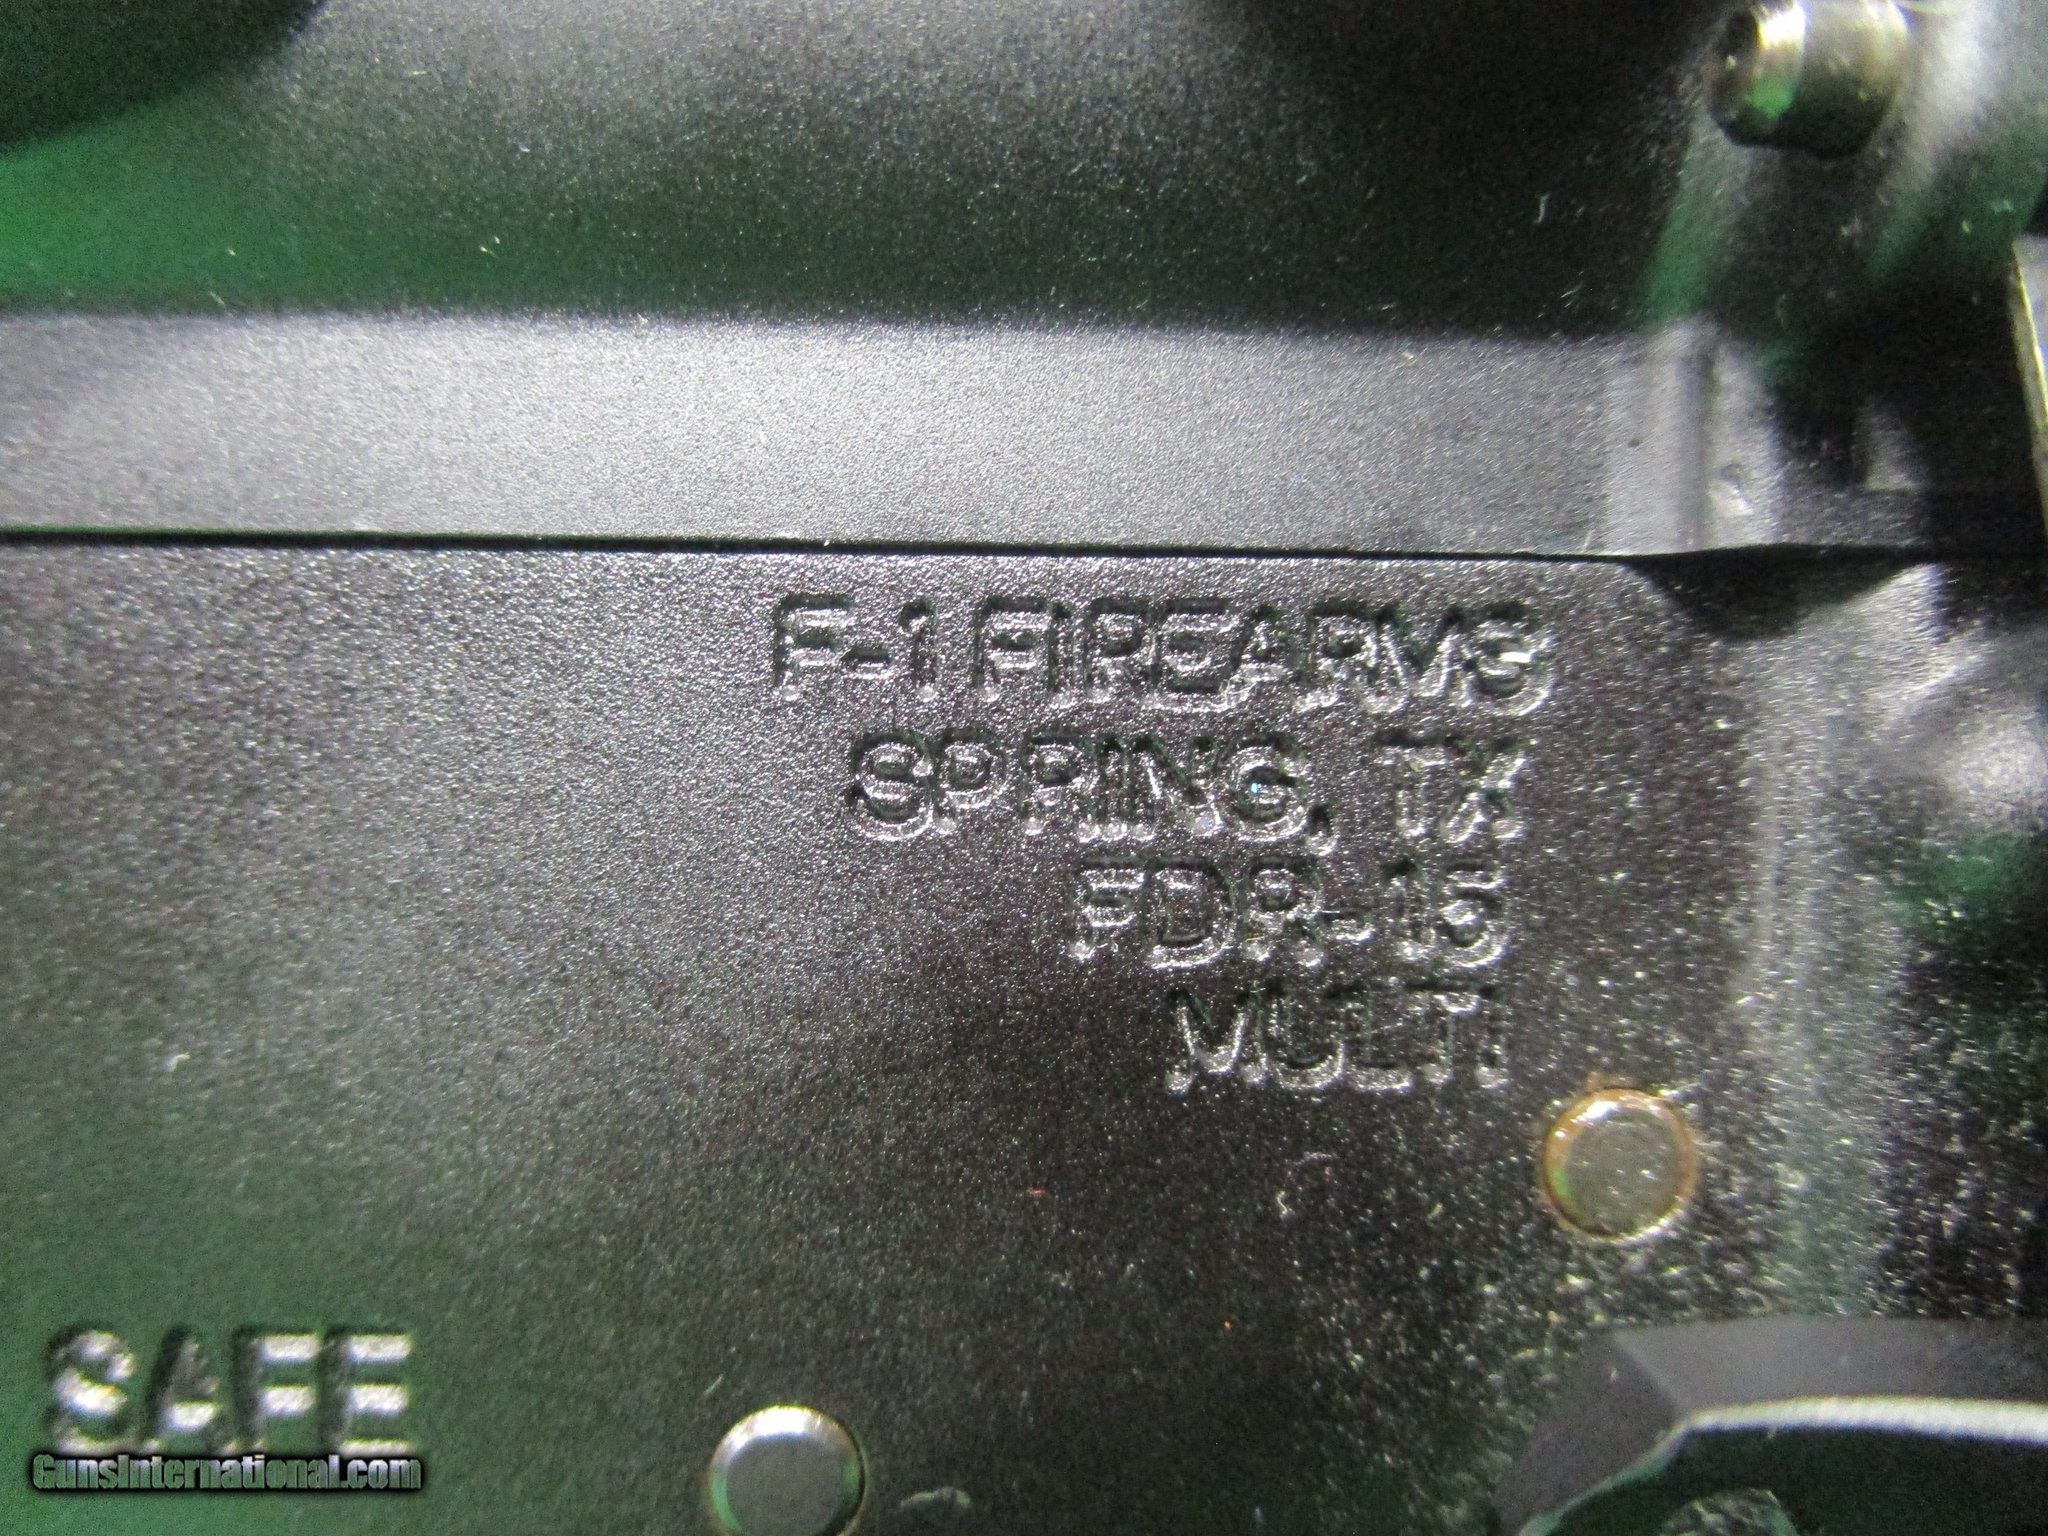 F-1 FIREARMS
SPRING, TX
FDR-15
MULTI
SAFE
GunsInternational.com